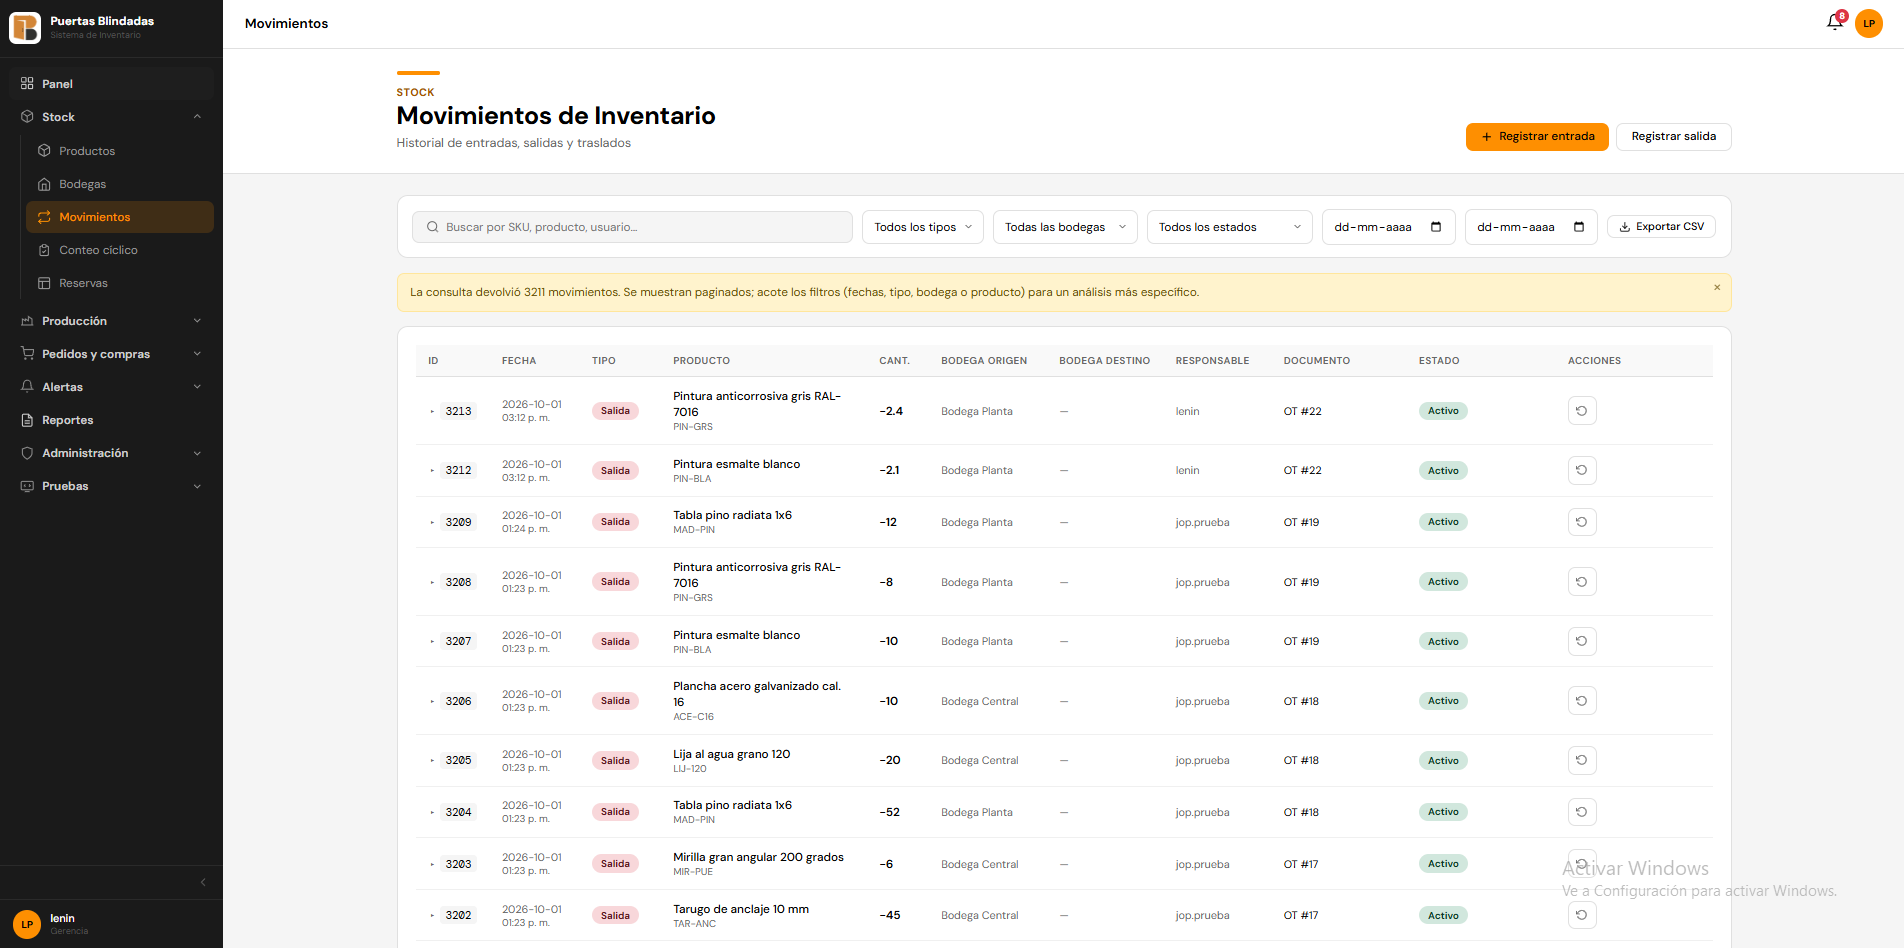 Puertas Blindadas
Sistema de Inventario
Panel
Stock
Productos
Bodegas
Movimientos
Conteo cíclico
Reservas
Producción
Pedidos y compras
Alertas
Reportes
Administración
Pruebas
LP
lenin
Gerencia
Movimientos
8
LP
STOCK
Movimientos de Inventario
Historial de entradas, salidas y traslados
+ Registrar entrada
Registrar salida
Buscar por SKU, producto, usuario...
Todos los tipos
Todas las bodegas
Todos los estados
dd-mm-aaaa
dd-mm-aaaa
Exportar CSV
La consulta devolvió 3211 movimientos. Se muestran paginados; acote los filtros (fechas, tipo, bodega o producto) para un análisis más específico.
×
ID FECHA TIPO PRODUCTO CANT. BODEGA ORIGEN BODEGA DESTINO RESPONSABLE DOCUMENTO ESTADO ACCIONES
3213 2026-10-01 03:12 p. m. Salida Pintura anticorrosiva gris RAL-7016 PIN-GRS -2.4 Bodega Planta — lenin OT #22 Activo
3212 2026-10-01 03:12 p. m. Salida Pintura esmalte blanco PIN-BLA -2.1 Bodega Planta — lenin OT #22 Activo
3209 2026-10-01 01:24 p. m. Salida Tabla pino radiata 1x6 MAD-PIN -12 Bodega Planta — jop.prueba OT #19 Activo
3208 2026-10-01 01:23 p. m. Salida Pintura anticorrosiva gris RAL-7016 PIN-GRS -8 Bodega Planta — jop.prueba OT #19 Activo
3207 2026-10-01 01:23 p. m. Salida Pintura esmalte blanco PIN-BLA -10 Bodega Planta — jop.prueba OT #19 Activo
3206 2026-10-01 01:23 p. m. Salida Plancha acero galvanizado cal. 16 ACE-C16 -10 Bodega Central — jop.prueba OT #18 Activo
3205 2026-10-01 01:23 p. m. Salida Lija al agua grano 120 LIJ-120 -20 Bodega Central — jop.prueba OT #18 Activo
3204 2026-10-01 01:23 p. m. Salida Tabla pino radiata 1x6 MAD-PIN -52 Bodega Central — jop.prueba OT #18 Activo
3203 2026-10-01 01:23 p. m. Salida Mirilla gran angular 200 grados MIR-PUE -6 Bodega Central — jop.prueba OT #17 Activo
3202 2026-10-01 01:23 p. m. Salida Tarugo de anclaje 10 mm TAR-ANC -45 Bodega Central — jop.prueba OT #17 Activo
Activar Windows
Ve a Configuración para activar Windows.